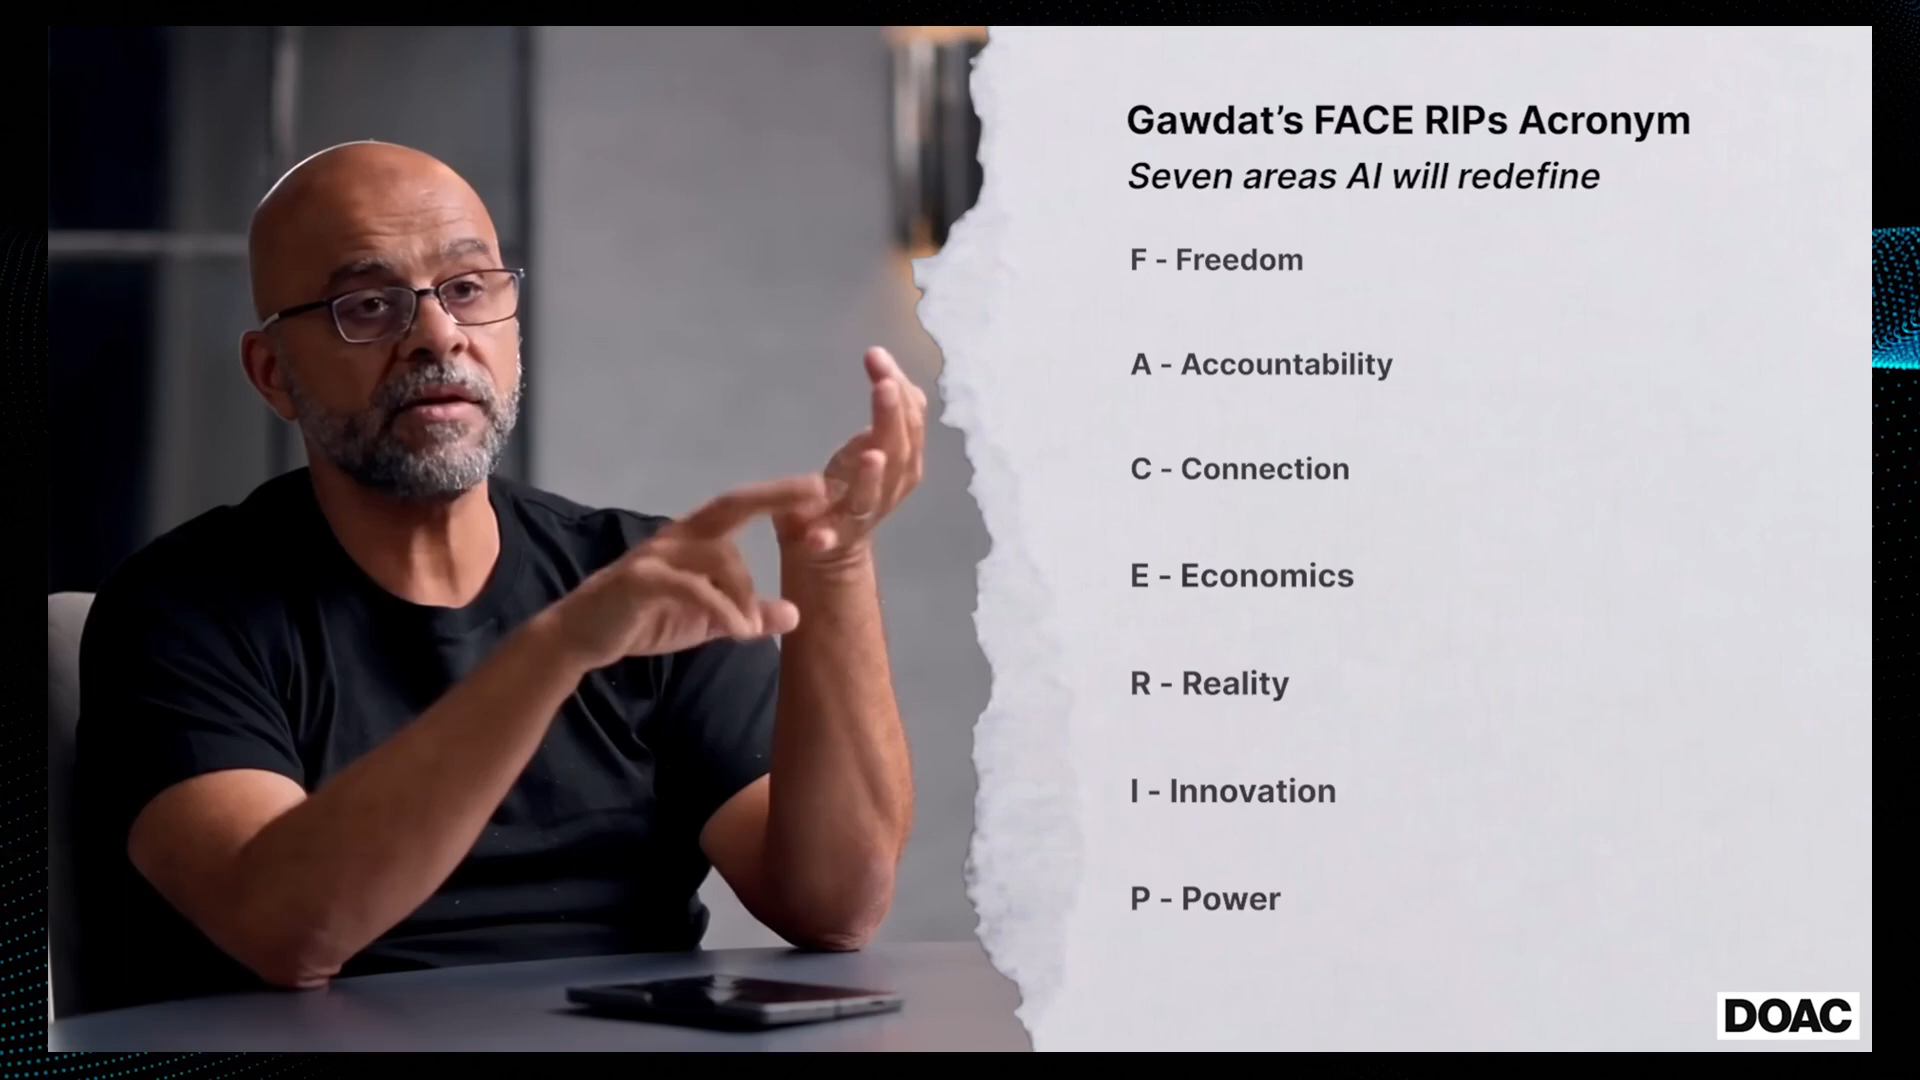 Gawdat’s FACE RIPs Acronym
Seven areas AI will redefine
F - Freedom
A - Accountability
C - Connection
E - Economics
R - Reality
I - Innovation
P - Power
DOAC